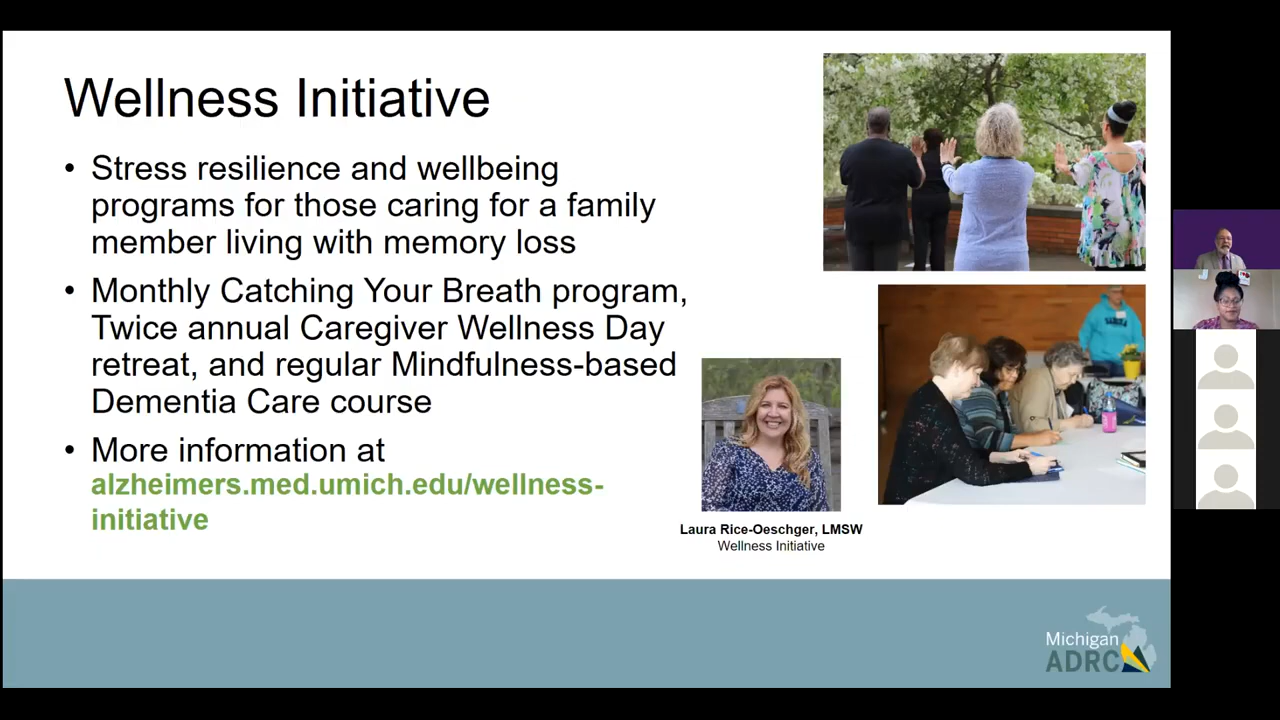 Wellness Initiative
• Stress resilience and wellbeing
programs for those caring for a family
member living with memory loss
• Monthly Catching Your Breath program,
Twice annual Caregiver Wellness Day
retreat, and regular Mindfulness-based
Dementia Care course
• More information at
alzheimers.med.umich.edu/wellness-
initiative
Laura Rice-Oeschger, LMSW
Wellness Initiative
Michigan
ADRC